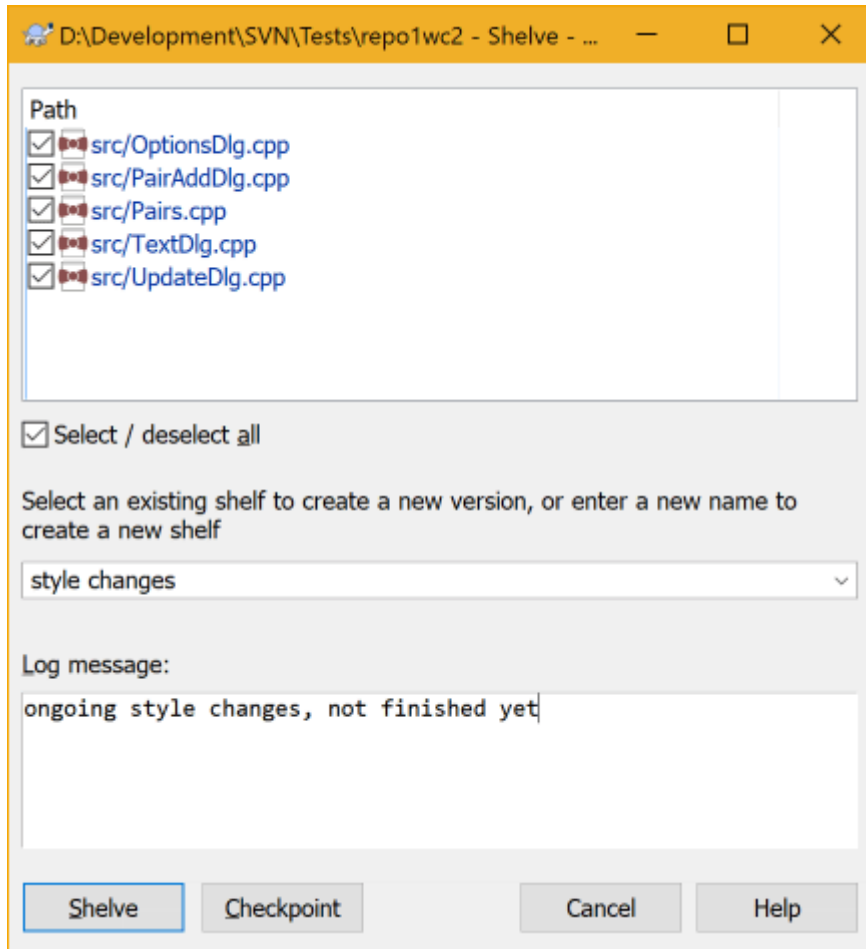 D:\Development\SVN\Tests\repo1wc2 - Shelve - ...
Path
src/OptionsDlg.cpp
src/PairAddDlg.cpp
src/Pairs.cpp
src/TextDlg.cpp
src/UpdateDlg.cpp
Select / deselect all
Select an existing shelf to create a new version, or enter a new name to
create a new shelf
style changes
Log message:
ongoing style changes, not finished yet
Shelve Checkpoint Cancel Help